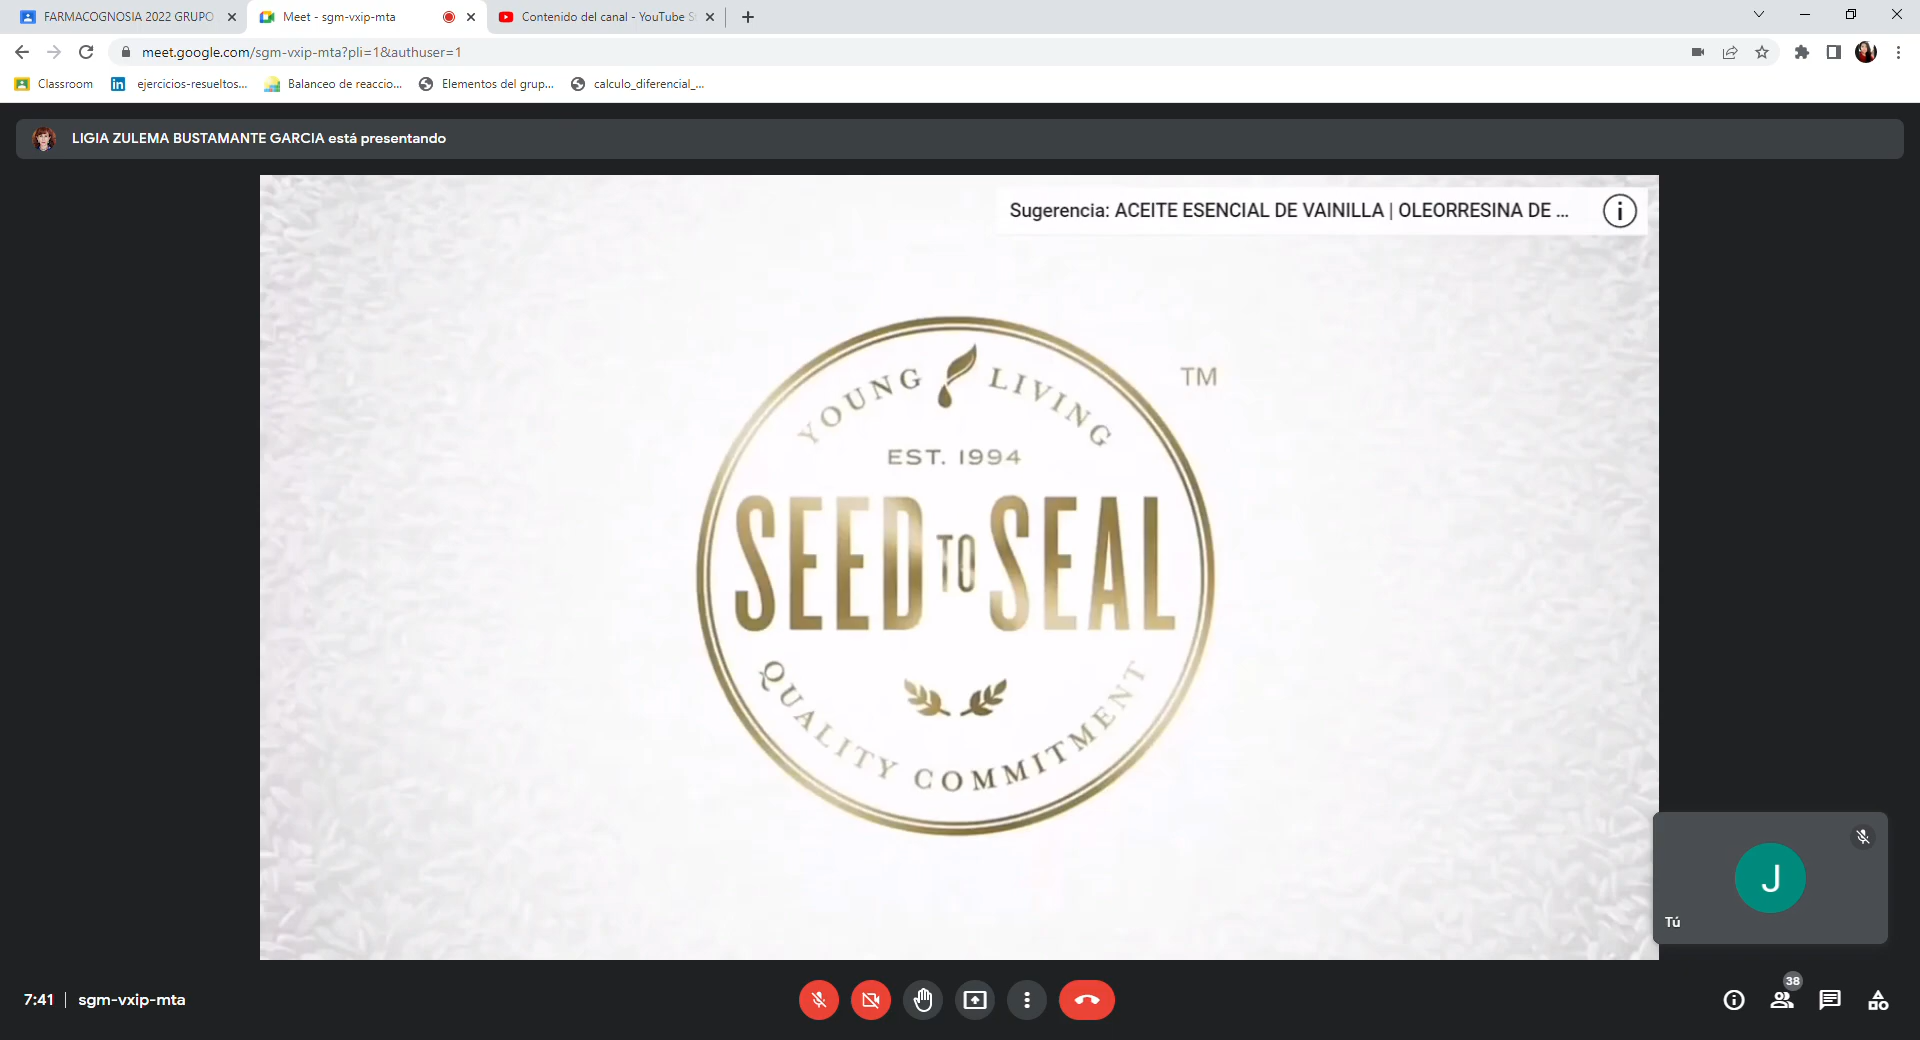 FARMACOGNOSIA 2022 GRUPO
Meet - sgm-vxip-mta
Contenido del canal - YouTube S
meet.google.com/sgm-vxip-mta?pli=1&authuser=1
Classroom
ejercicios-resueltos...
Balanceo de reaccio...
Elementos del grup...
calculo_diferencial_...
LIGIA ZULEMA BUSTAMANTE GARCIA está presentando
Sugerencia: ACEITE ESENCIAL DE VAINILLA | OLEORRESINA DE ...
YOUNG LIVING
TM
EST. 1994
SEED TO SEAL
QUALITY COMMITMENT
J
Tú
7:41 | sgm-vxip-mta
38